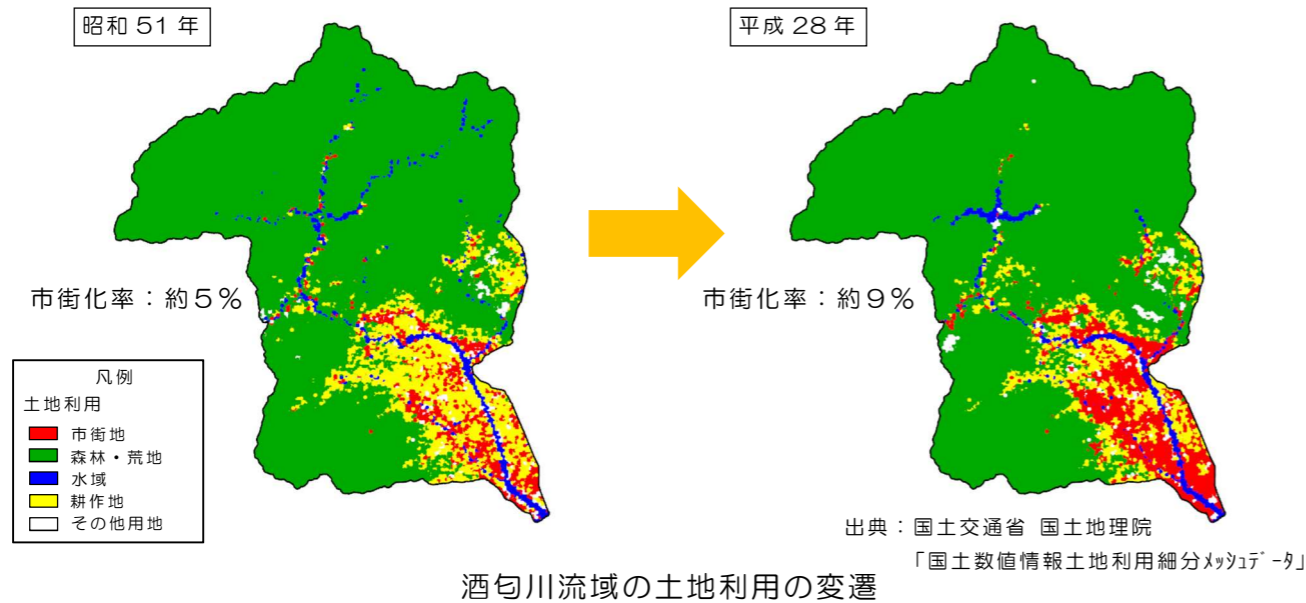 昭和 51 年
平成 28 年
市街化率：約５％
市街化率：約９％
凡例
土地利用
市街地
森林・荒地
水域
耕作地
その他用地
出典：国土交通省 国土地理院
「国土数値情報土地利用細分ﾒｯｼｭﾃﾞｰﾀ」
酒匂川流域の土地利用の変遷